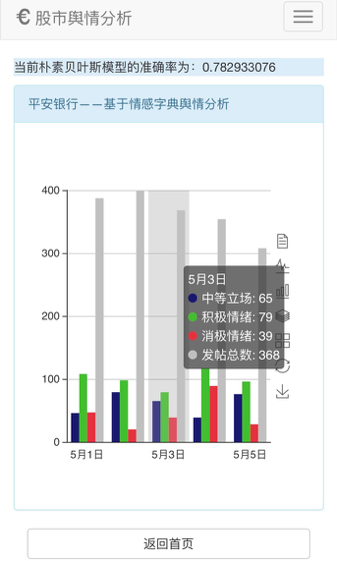 € 股市舆情分析
当前朴素贝叶斯模型的准确率为：0.782933076
平安银行——基于情感字典舆情分析
400
300
200
100
0
5月3日
中等立场: 65
积极情绪: 79
消极情绪: 39
发帖总数: 368
5月1日
5月3日
5月5日
返回首页